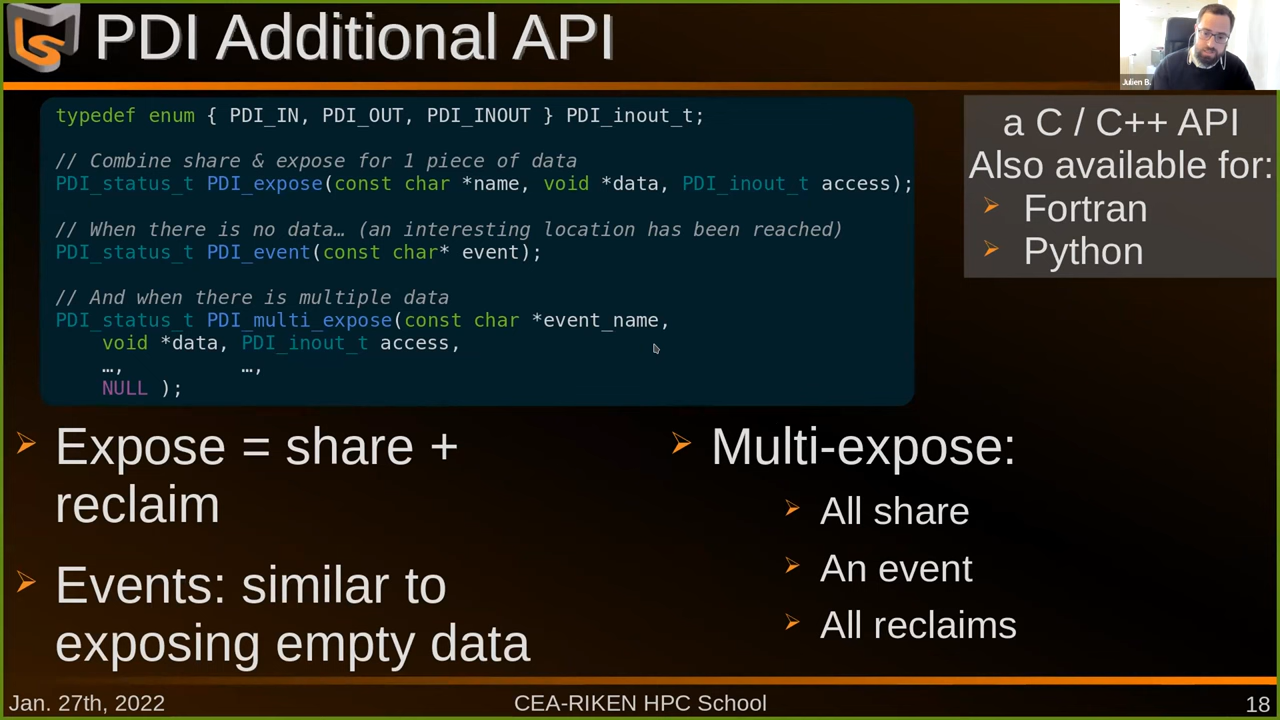 PDI Additional API
Julien B.
typedef enum { PDI_IN, PDI_OUT, PDI_INOUT } PDI_inout_t;
// Combine share & expose for 1 piece of data
PDI_status_t PDI_expose(const char *name, void *data, PDI_inout_t access);
// When there is no data… (an interesting location has been reached)
PDI_status_t PDI_event(const char* event);
// And when there is multiple data
PDI_status_t PDI_multi_expose(const char *event_name,
void *data, PDI_inout_t access,
…, …,
NULL );
a C / C++ API
Also available for:
Fortran
Python
Expose = share +
reclaim
Events: similar to
exposing empty data
Multi-expose:
All share
An event
All reclaims
Jan. 27th, 2022
CEA-RIKEN HPC School
18